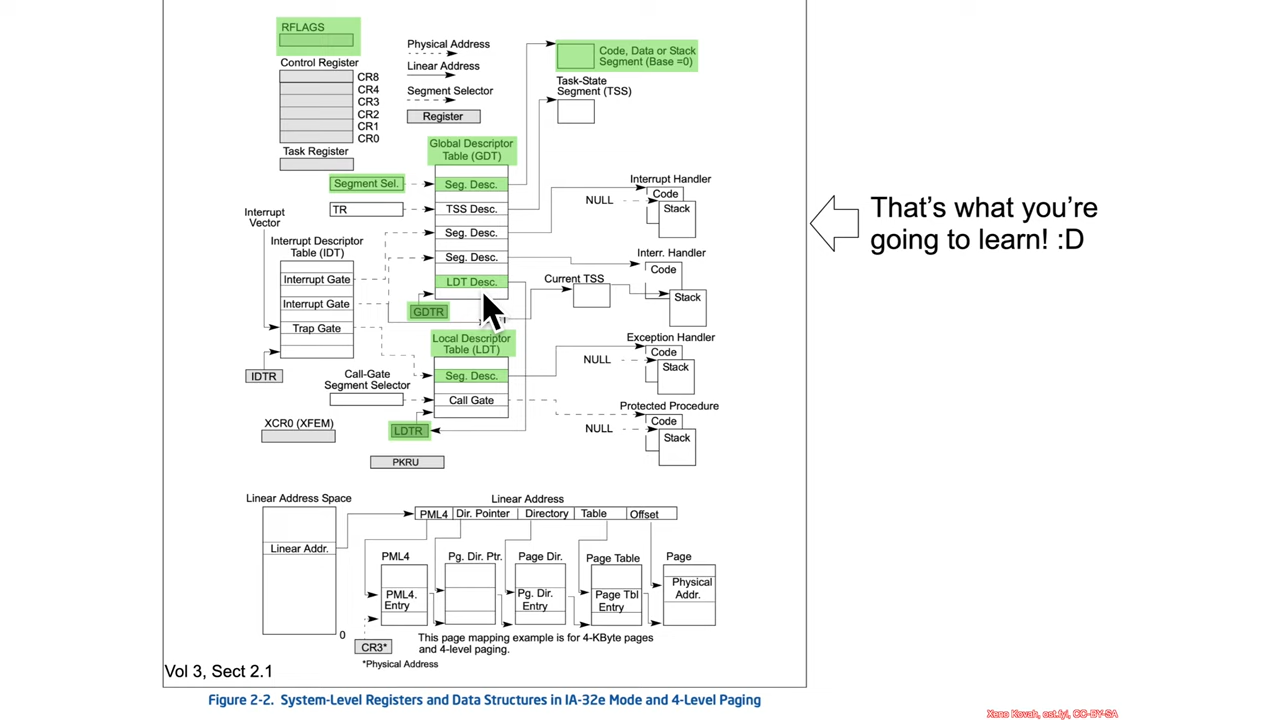 RFLAGS
Control Register
CR8
CR4
CR3
CR2
CR1
CR0
Task Register
Physical Address
Linear Address
Segment Selector
Register
Code, Data or Stack
Segment (Base =0)
Task-State
Segment (TSS)
Global Descriptor
Table (GDT)
Segment Sel.
Seg. Desc.
TR
TSS Desc.
Seg. Desc.
Seg. Desc.
LDT Desc.
GDTR
Interrupt
Vector
Interrupt Descriptor
Table (IDT)
Interrupt Gate
Interrupt Gate
Trap Gate
IDTR
Interrupt Handler
NULL
Code
Stack
Interr. Handler
Code
Stack
Current TSS
Local Descriptor
Table (LDT)
Seg. Desc.
Call Gate
Call-Gate
Segment Selector
LDTR
Exception Handler
NULL
Code
Stack
Protected Procedure
NULL
Code
Stack
XCR0 (XFEM)
PKRU
That's what you're
going to learn! :D
Linear Address Space
Linear Addr.
0
Linear Address
PML4 Dir. Pointer Directory Table Offset
PML4
PML4.
Entry
Pg. Dir. Ptr.
Page Dir.
Pg. Dir.
Entry
Page Table
Page Tbl
Entry
Page
Physical
Addr.
CR3*
This page mapping example is for 4-KByte pages
and 4-level paging.
*Physical Address
Vol 3, Sect 2.1
Figure 2-2. System-Level Registers and Data Structures in IA-32e Mode and 4-Level Paging
Xeno Kovah, ost.fyi, CC-BY-SA